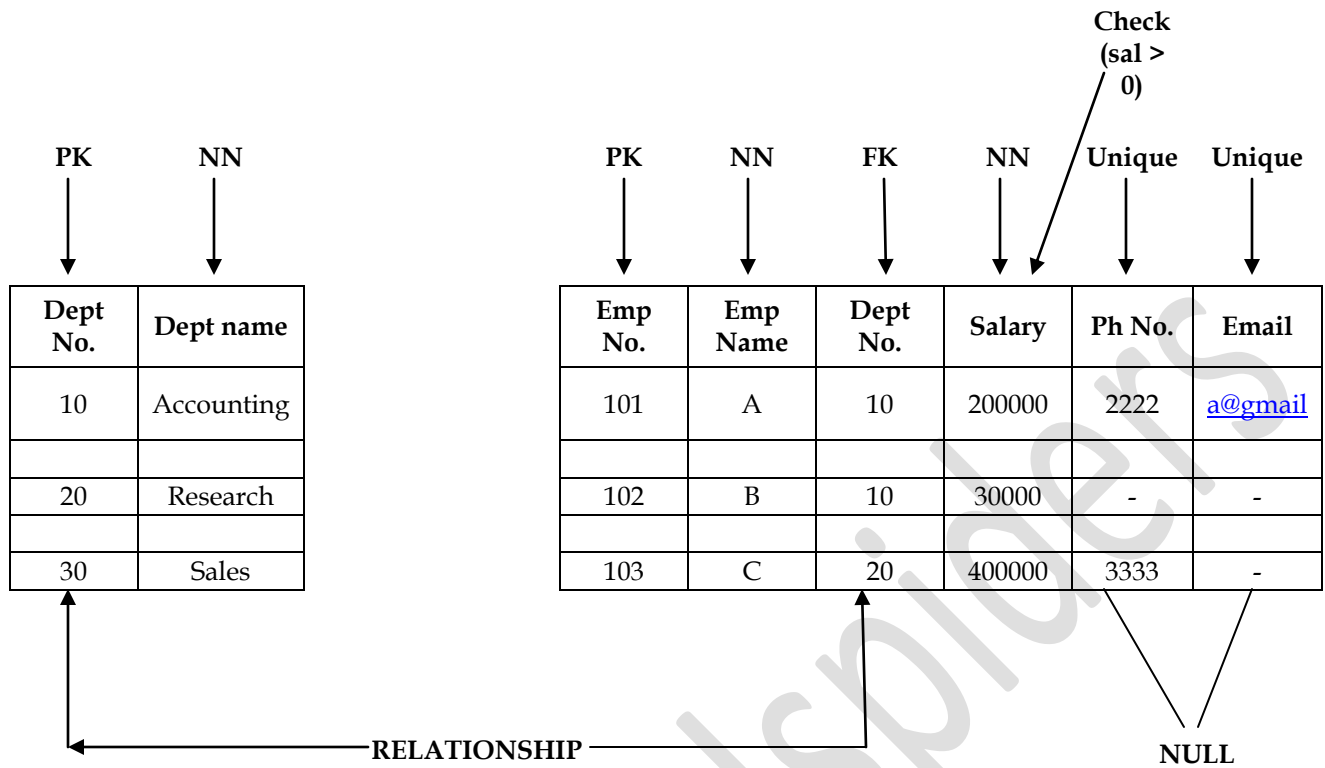 Check
(sal >
0)
PK NN PK NN FK NN Unique Unique
Dept No. Dept name Emp No. Emp Name Dept No. Salary Ph No. Email
10 Accounting 101 A 10 200000 2222 a@gmail
20 Research 102 B 10 30000 - -
30 Sales 103 C 20 400000 3333 -
RELATIONSHIP
NULL